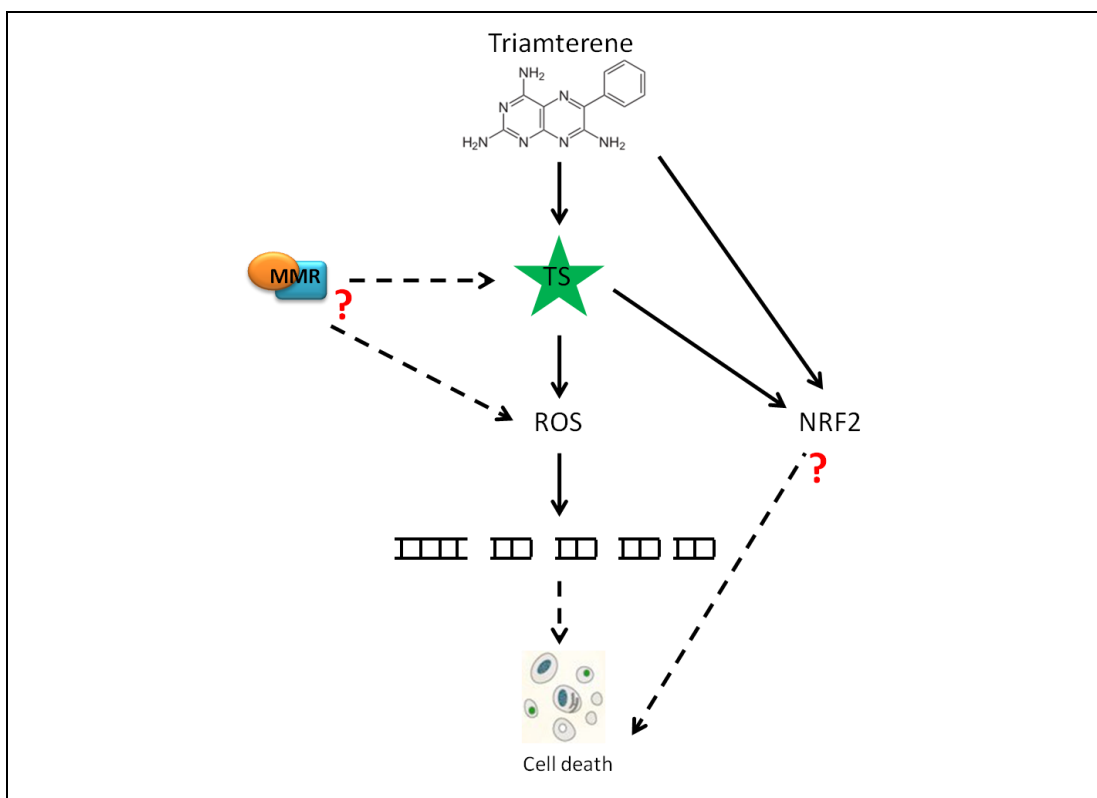 Triamterene
NH₂
N
N
H₂N
N
N
NH₂
MMR
?
TS
ROS
NRF2
?
Cell death